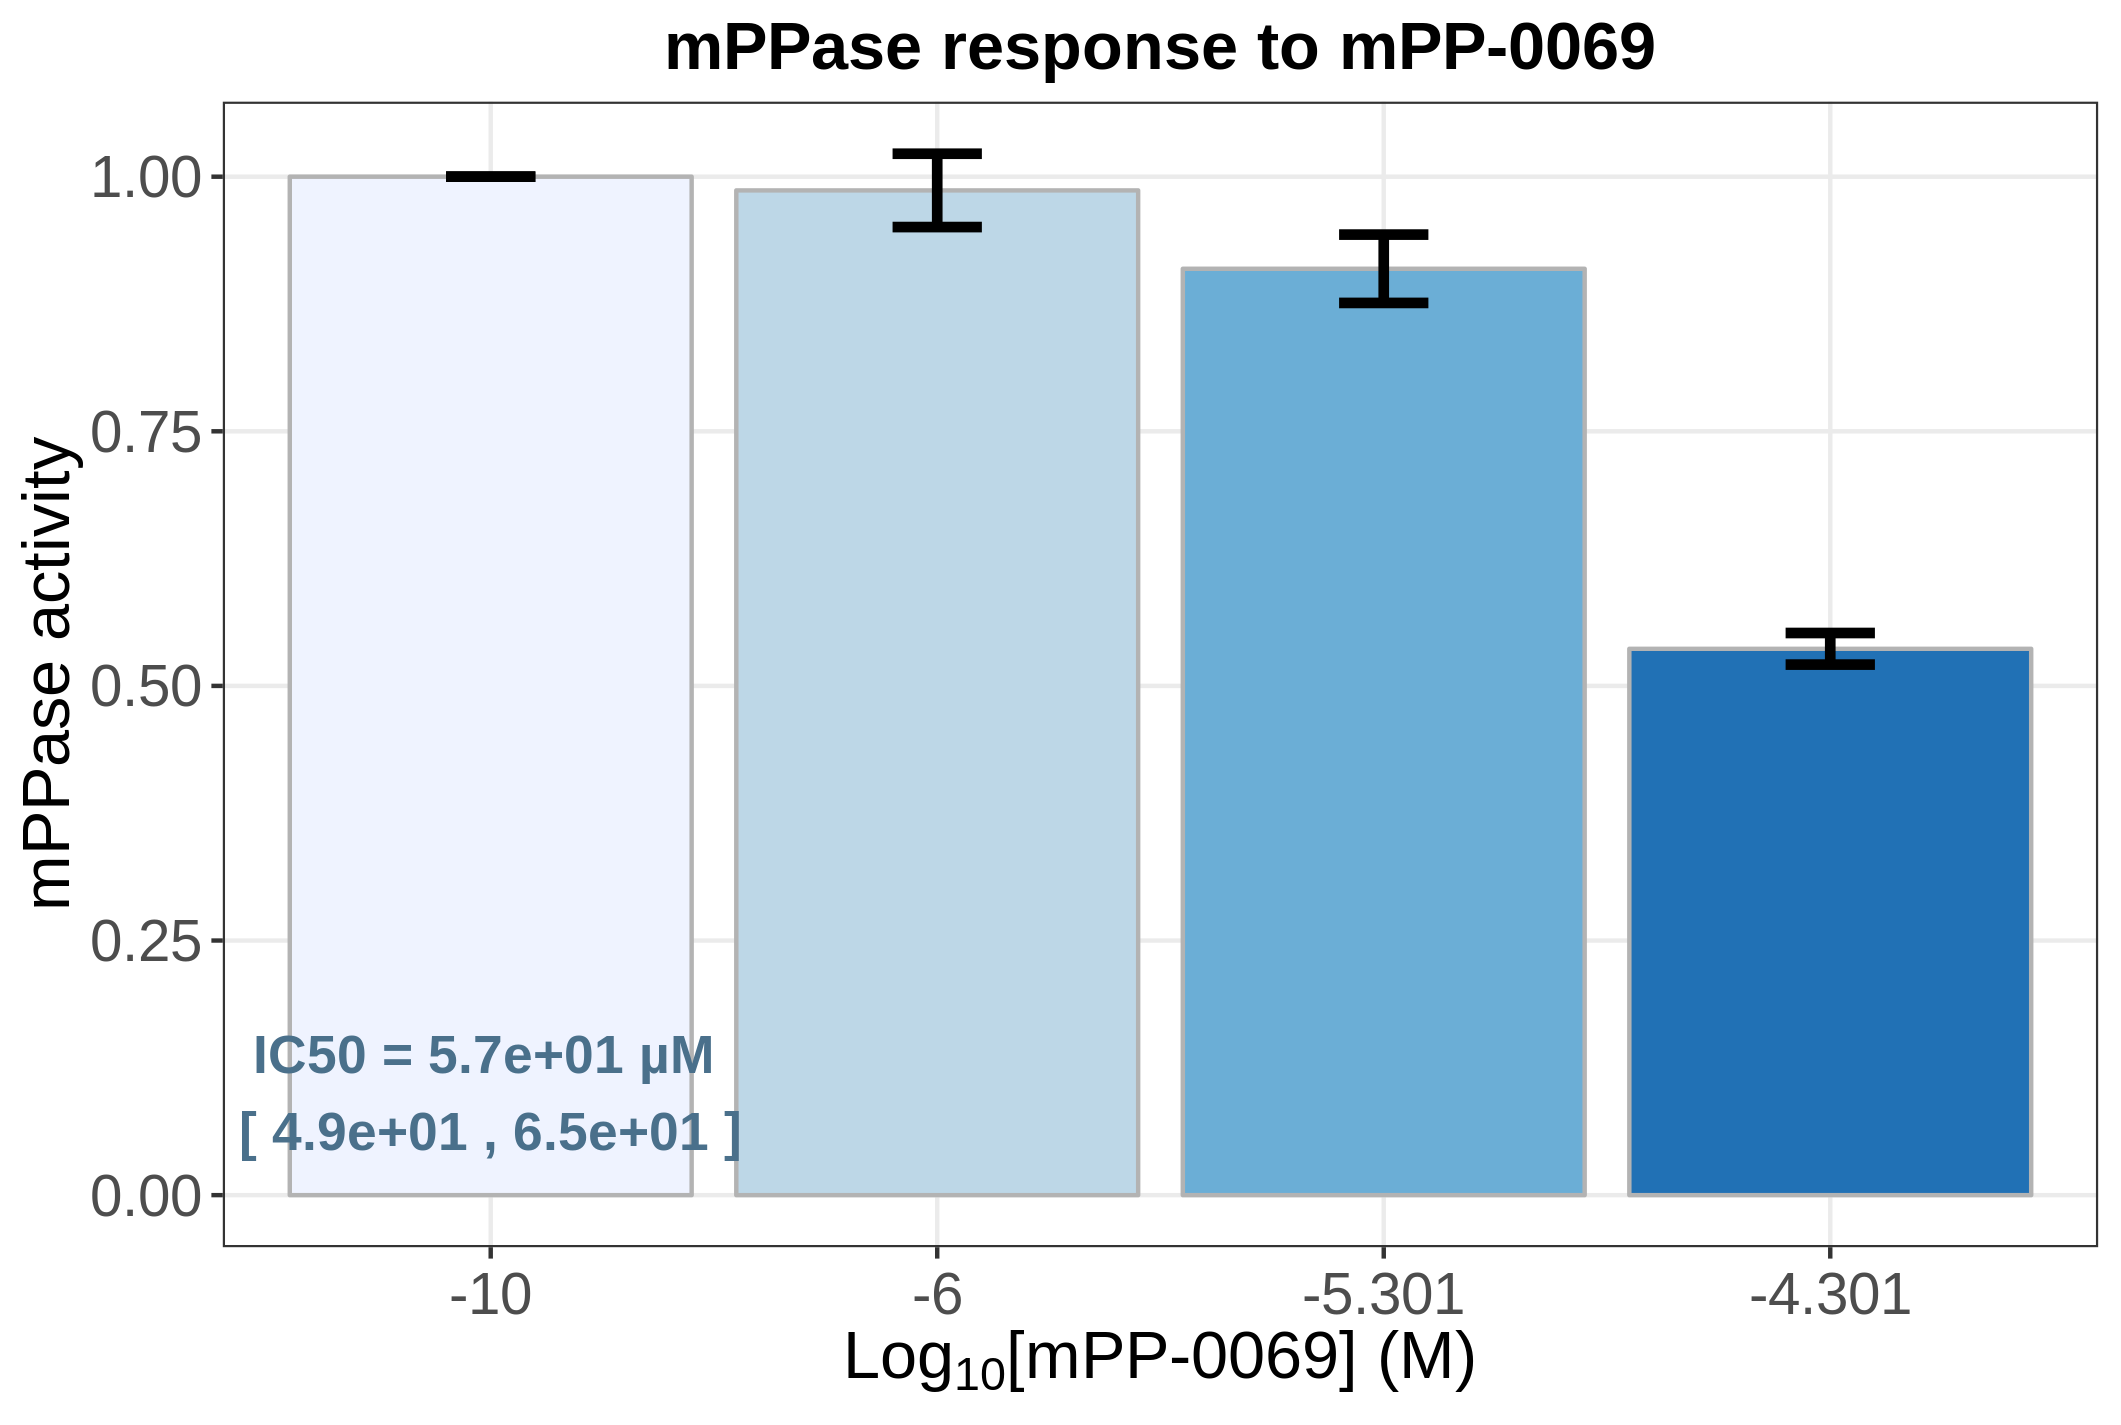 mPPase response to mPP-0069
mPPase activity
1.00
0.75
0.50
0.25
0.00
IC50 = 5.7e+01 µM
[ 4.9e+01 , 6.5e+01 ]
-10
-6
-5.301
-4.301
Log₁₀[mPP-0069] (M)